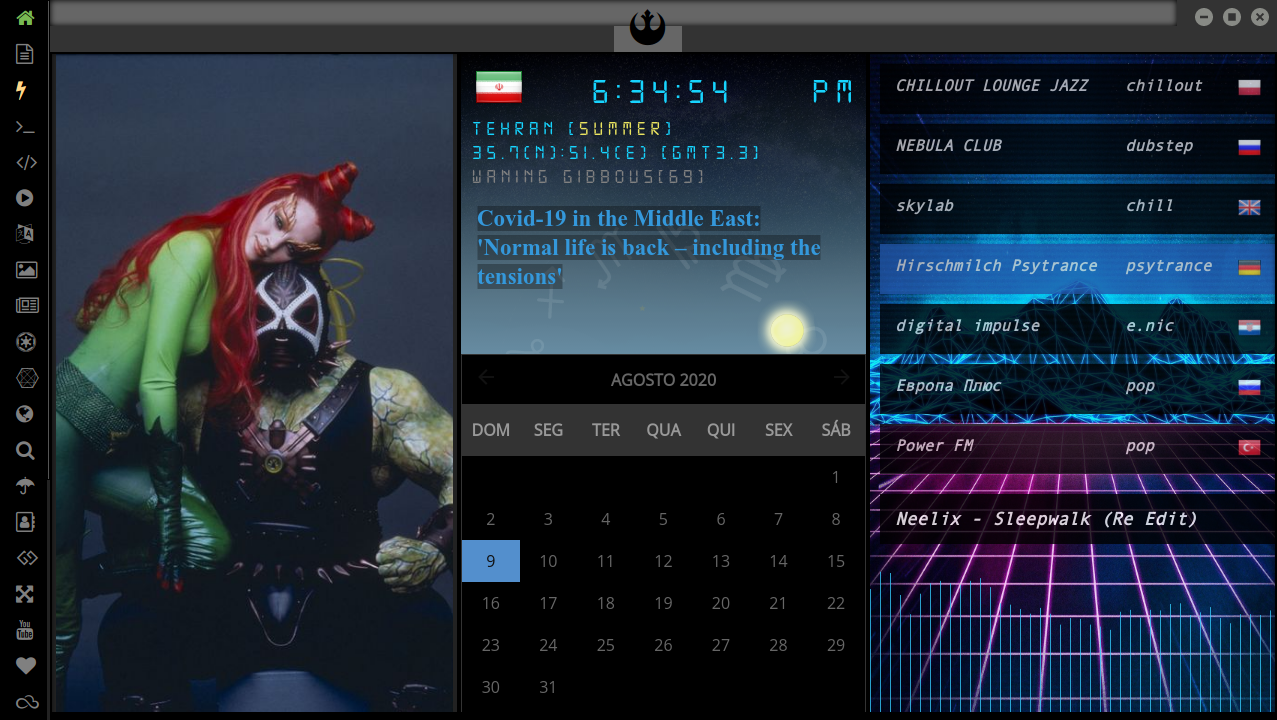 6:34:54 PM
TEHRAN (SUMMER)
35.7(N):51.4(E) (GMT3.3)
WANING GIBBOUS(69)
Covid-19 in the Middle East:
'Normal life is back – including the
tensions'
AGOSTO 2020
DOM SEG TER QUA QUI SEX SÁB
1
2 3 4 5 6 7 8
9 10 11 12 13 14 15
16 17 18 19 20 21 22
23 24 25 26 27 28 29
30 31
CHILLOUT LOUNGE JAZZ chillout
NEBULA CLUB dubstep
skylab chill
Hirschmilch Psytrance psytrance
digital impulse e.nic
Европа Плюс pop
Power FM pop
Neelix - Sleepwalk (Re Edit)
You
Tube